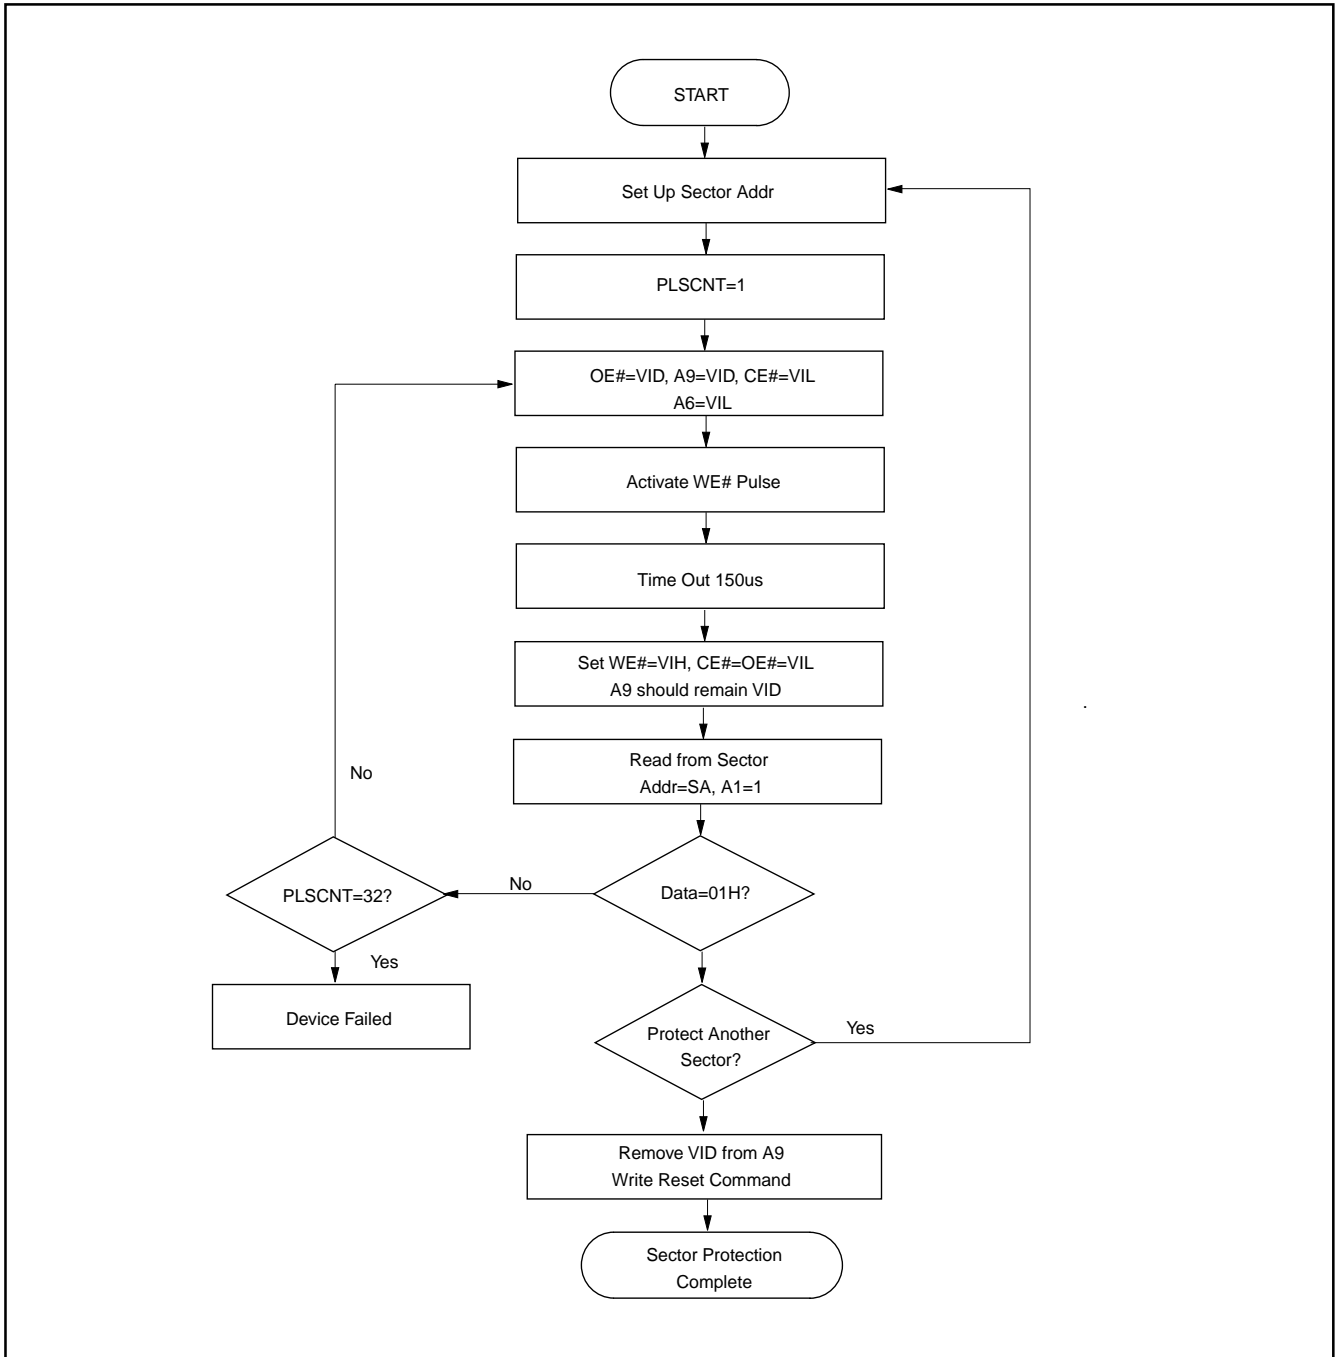 START
Set Up Sector Addr
PLSCNT=1
OE#=VID, A9=VID, CE#=VIL
A6=VIL
Activate WE# Pulse
Time Out 150us
Set WE#=VIH, CE#=OE#=VIL
A9 should remain VID
.
Read from Sector
Addr=SA, A1=1
No
PLSCNT=32?
No
Data=01H?
Yes
Device Failed
Protect Another
Sector?
Yes
Remove VID from A9
Write Reset Command
Sector Protection
Complete